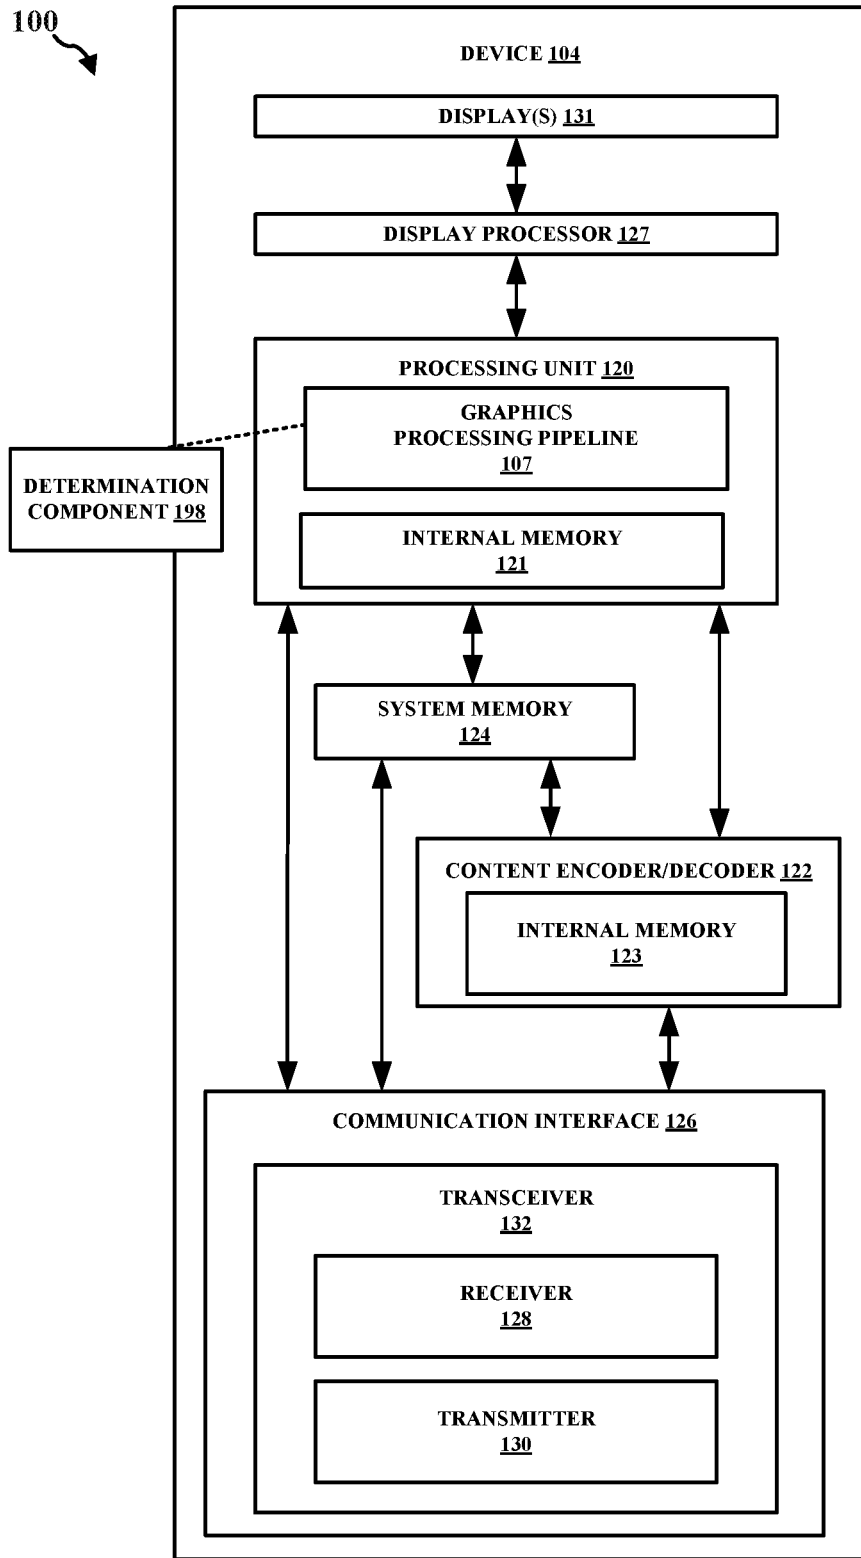 100
DEVICE 104
DISPLAY(S) 131
DISPLAY PROCESSOR 127
PROCESSING UNIT 120
GRAPHICS
PROCESSING PIPELINE
107
DETERMINATION
COMPONENT 198
INTERNAL MEMORY
121
SYSTEM MEMORY
124
CONTENT ENCODER/DECODER 122
INTERNAL MEMORY
123
COMMUNICATION INTERFACE 126
TRANSCEIVER
132
RECEIVER
128
TRANSMITTER
130